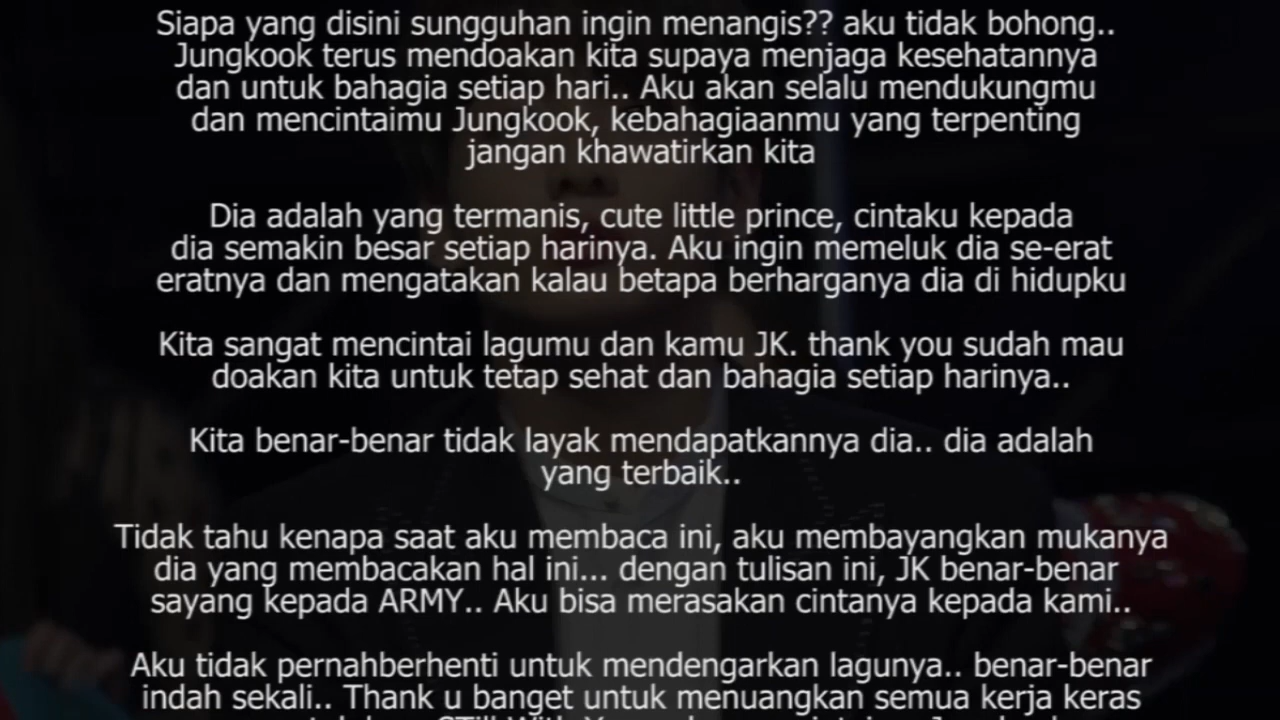 Siapa yang disini sungguhan ingin menangis?? aku tidak bohong..
Jungkook terus mendoakan kita supaya menjaga kesehatannya
dan untuk bahagia setiap hari.. Aku akan selalu mendukungmu
dan mencintaimu Jungkook, kebahagiaanmu yang terpenting
jangan khawatirkan kita
Dia adalah yang termanis, cute little prince, cintaku kepada
dia semakin besar setiap harinya. Aku ingin memeluk dia se-erat
eratnya dan mengatakan kalau betapa berharganya dia di hidupku
Kita sangat mencintai lagumu dan kamu JK. thank you sudah mau
doakan kita untuk tetap sehat dan bahagia setiap harinya..
Kita benar-benar tidak layak mendapatkannya dia.. dia adalah
yang terbaik..
Tidak tahu kenapa saat aku membaca ini, aku membayangkan mukanya
dia yang membacakan hal ini... dengan tulisan ini, JK benar-benar
sayang kepada ARMY.. Aku bisa merasakan cintanya kepada kami..
Aku tidak pernahberhenti untuk mendengarkan lagunya.. benar-benar
indah sekali.. Thank u banget untuk menuangkan semua kerja keras
STill With